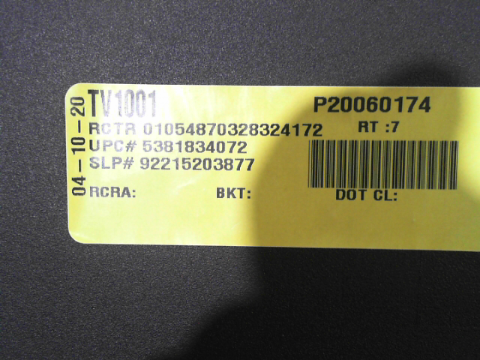 04-10-20
TV1001 P20060174
RCTR 01054870328324172 RT :7
UPC# 5381834072
SLP# 92215203877
RCRA: BKT: DOT CL: